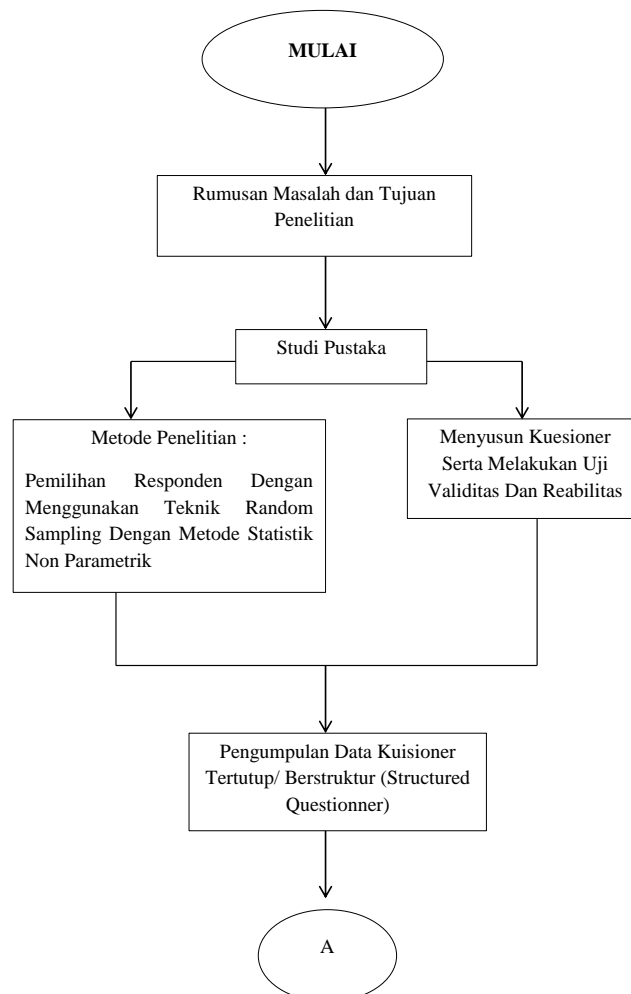 MULAI
Rumusan Masalah dan Tujuan
Penelitian
Studi Pustaka
Metode Penelitian :
Pemilihan Responden Dengan
Menggunakan Teknik Random
Sampling Dengan Metode Statistik
Non Parametrik
Menyusun Kuesioner
Serta Melakukan Uji
Validitas Dan Reabilitas
Pengumpulan Data Kuisioner
Tertutup/ Berstruktur (Structured
Questionner)
A